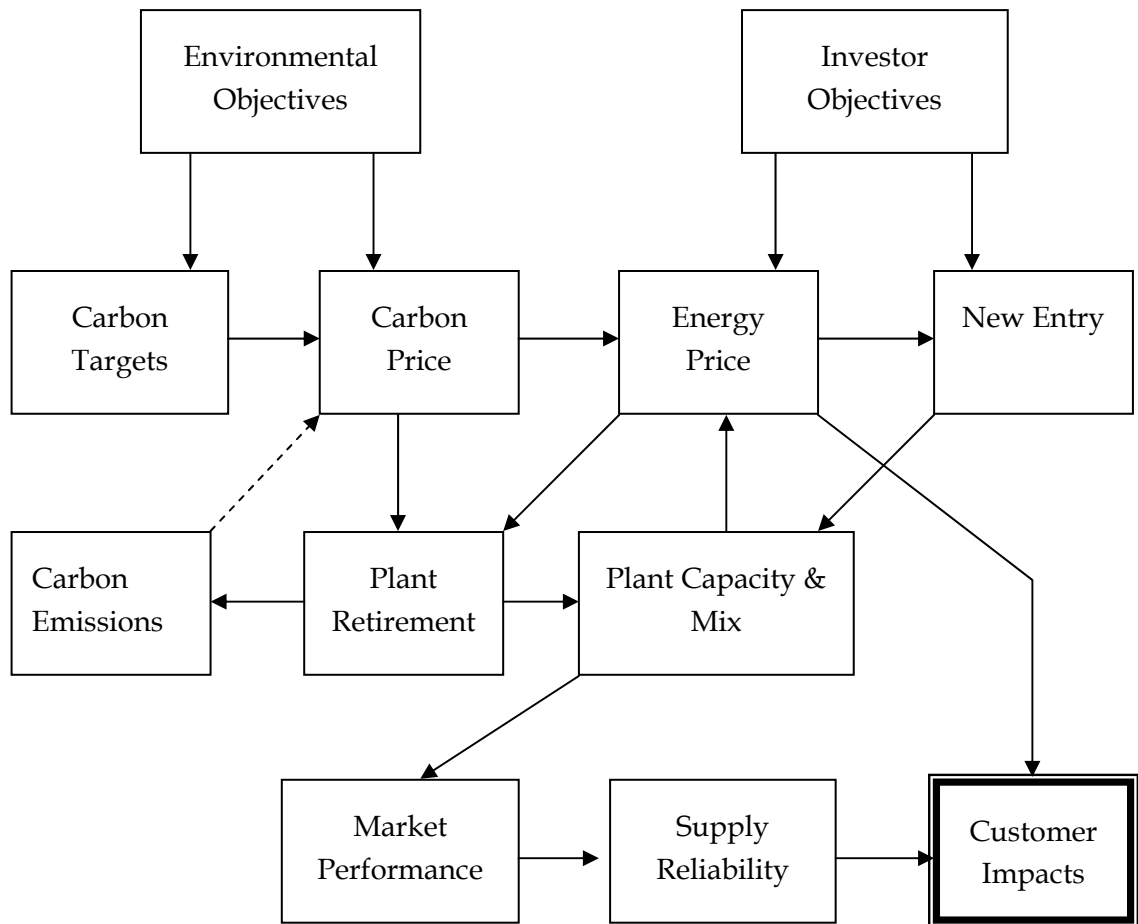 Environmental
Objectives
Investor
Objectives
Carbon
Targets
Carbon
Price
Energy
Price
New Entry
Carbon
Emissions
Plant
Retirement
Plant Capacity &
Mix
Market
Performance
Supply
Reliability
Customer
Impacts